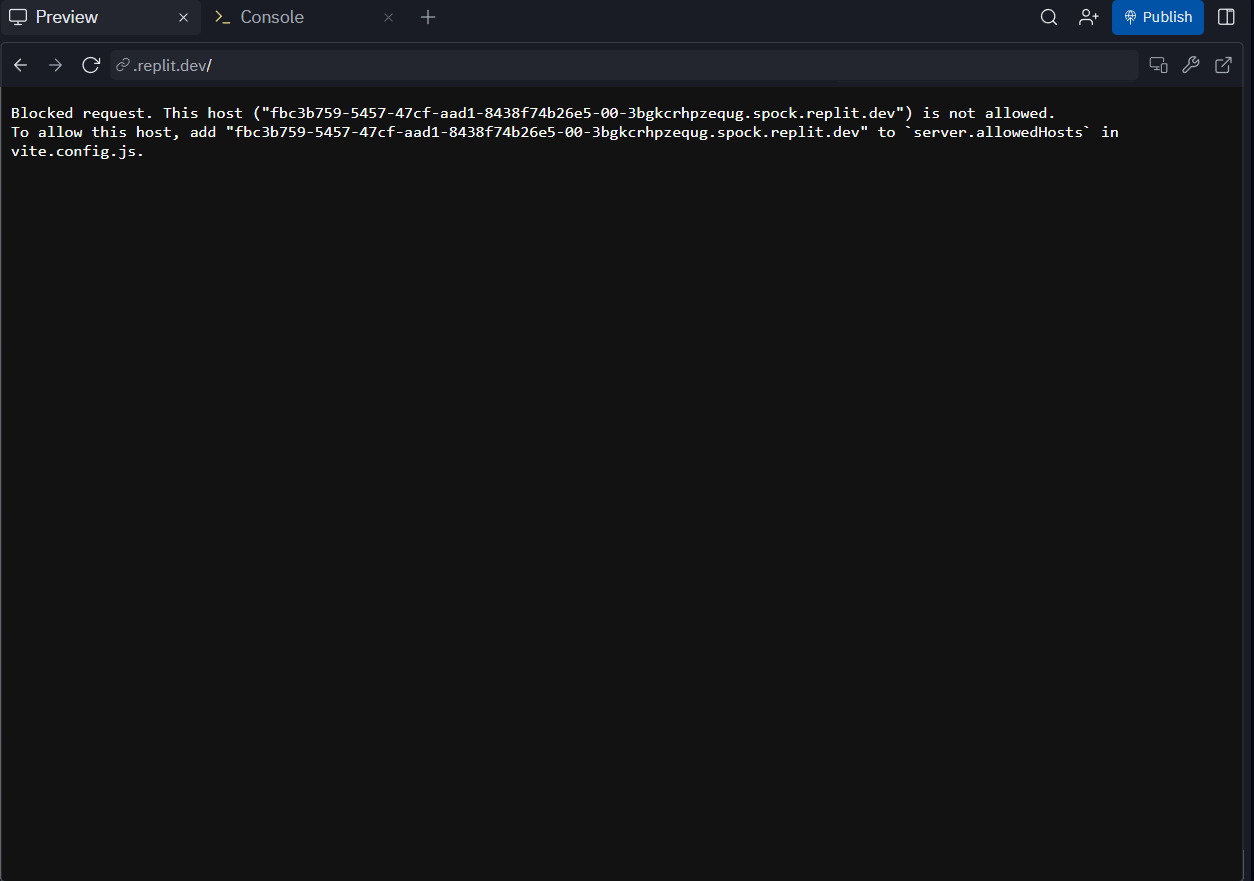 Preview
Console
Publish
.replit.dev/
Blocked request. This host ("fbc3b759-5457-47cf-aad1-8438f74b26e5-00-3bgkcrhpzequg.spock.replit.dev") is not allowed.
To allow this host, add "fbc3b759-5457-47cf-aad1-8438f74b26e5-00-3bgkcrhpzequg.spock.replit.dev" to `server.allowedHosts` in
vite.config.js.